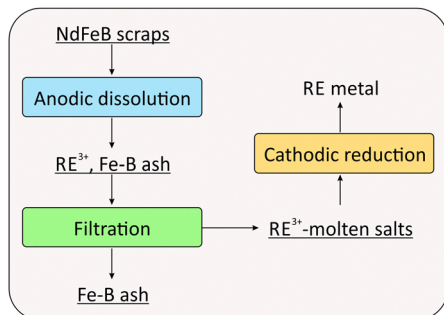 NdFeB scraps
Anodic dissolution
RE³⁺, Fe-B ash
Filtration
Fe-B ash
RE metal
Cathodic reduction
RE³⁺-molten salts